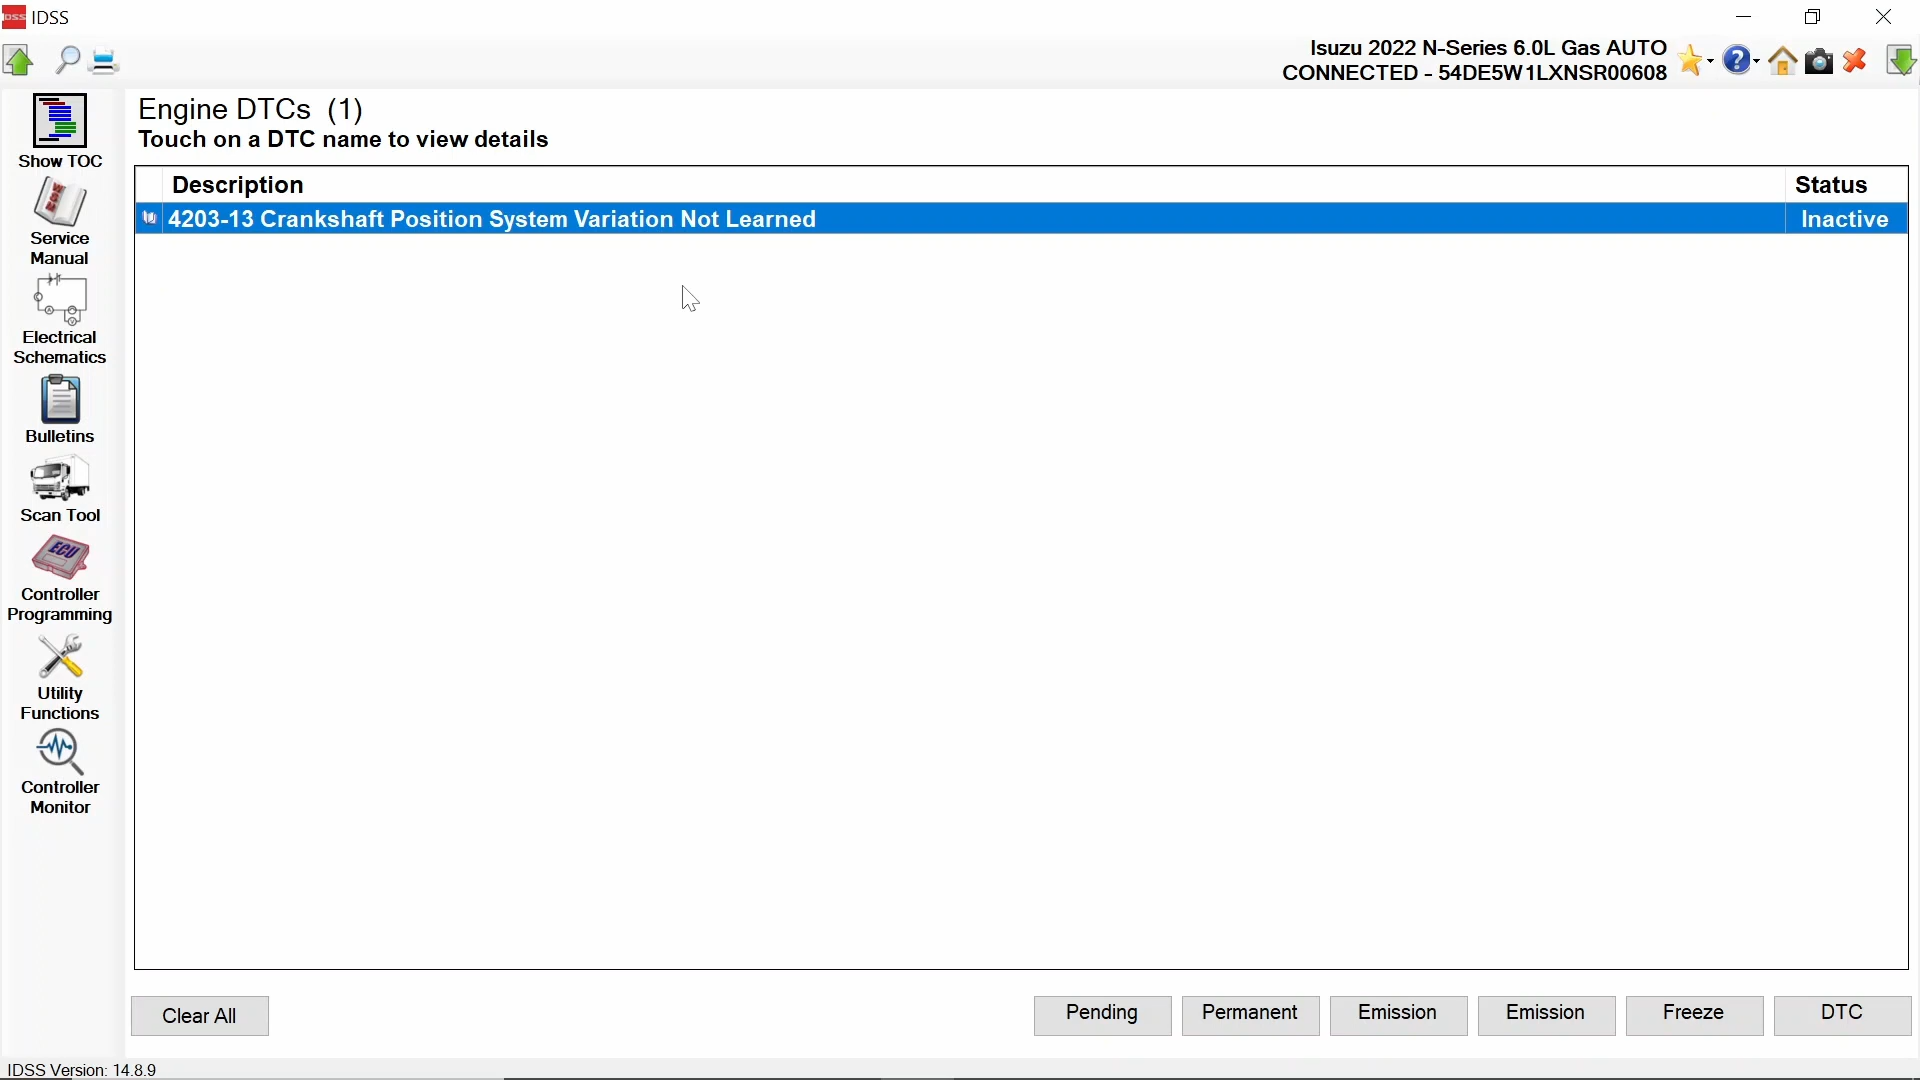 IDSS
Isuzu 2022 N-Series 6.0L Gas AUTO
CONNECTED - 54DE5W1LXNSR00608
Show TOC
Service
Manual
Electrical
Schematics
Bulletins
Scan Tool
ECU
Controller
Programming
Utility
Functions
Controller
Monitor
Engine DTCs (1)
Touch on a DTC name to view details
Description Status
4203-13 Crankshaft Position System Variation Not Learned Inactive
Clear All Pending Permanent Emission Emission Freeze DTC
IDSS Version: 14.8.9